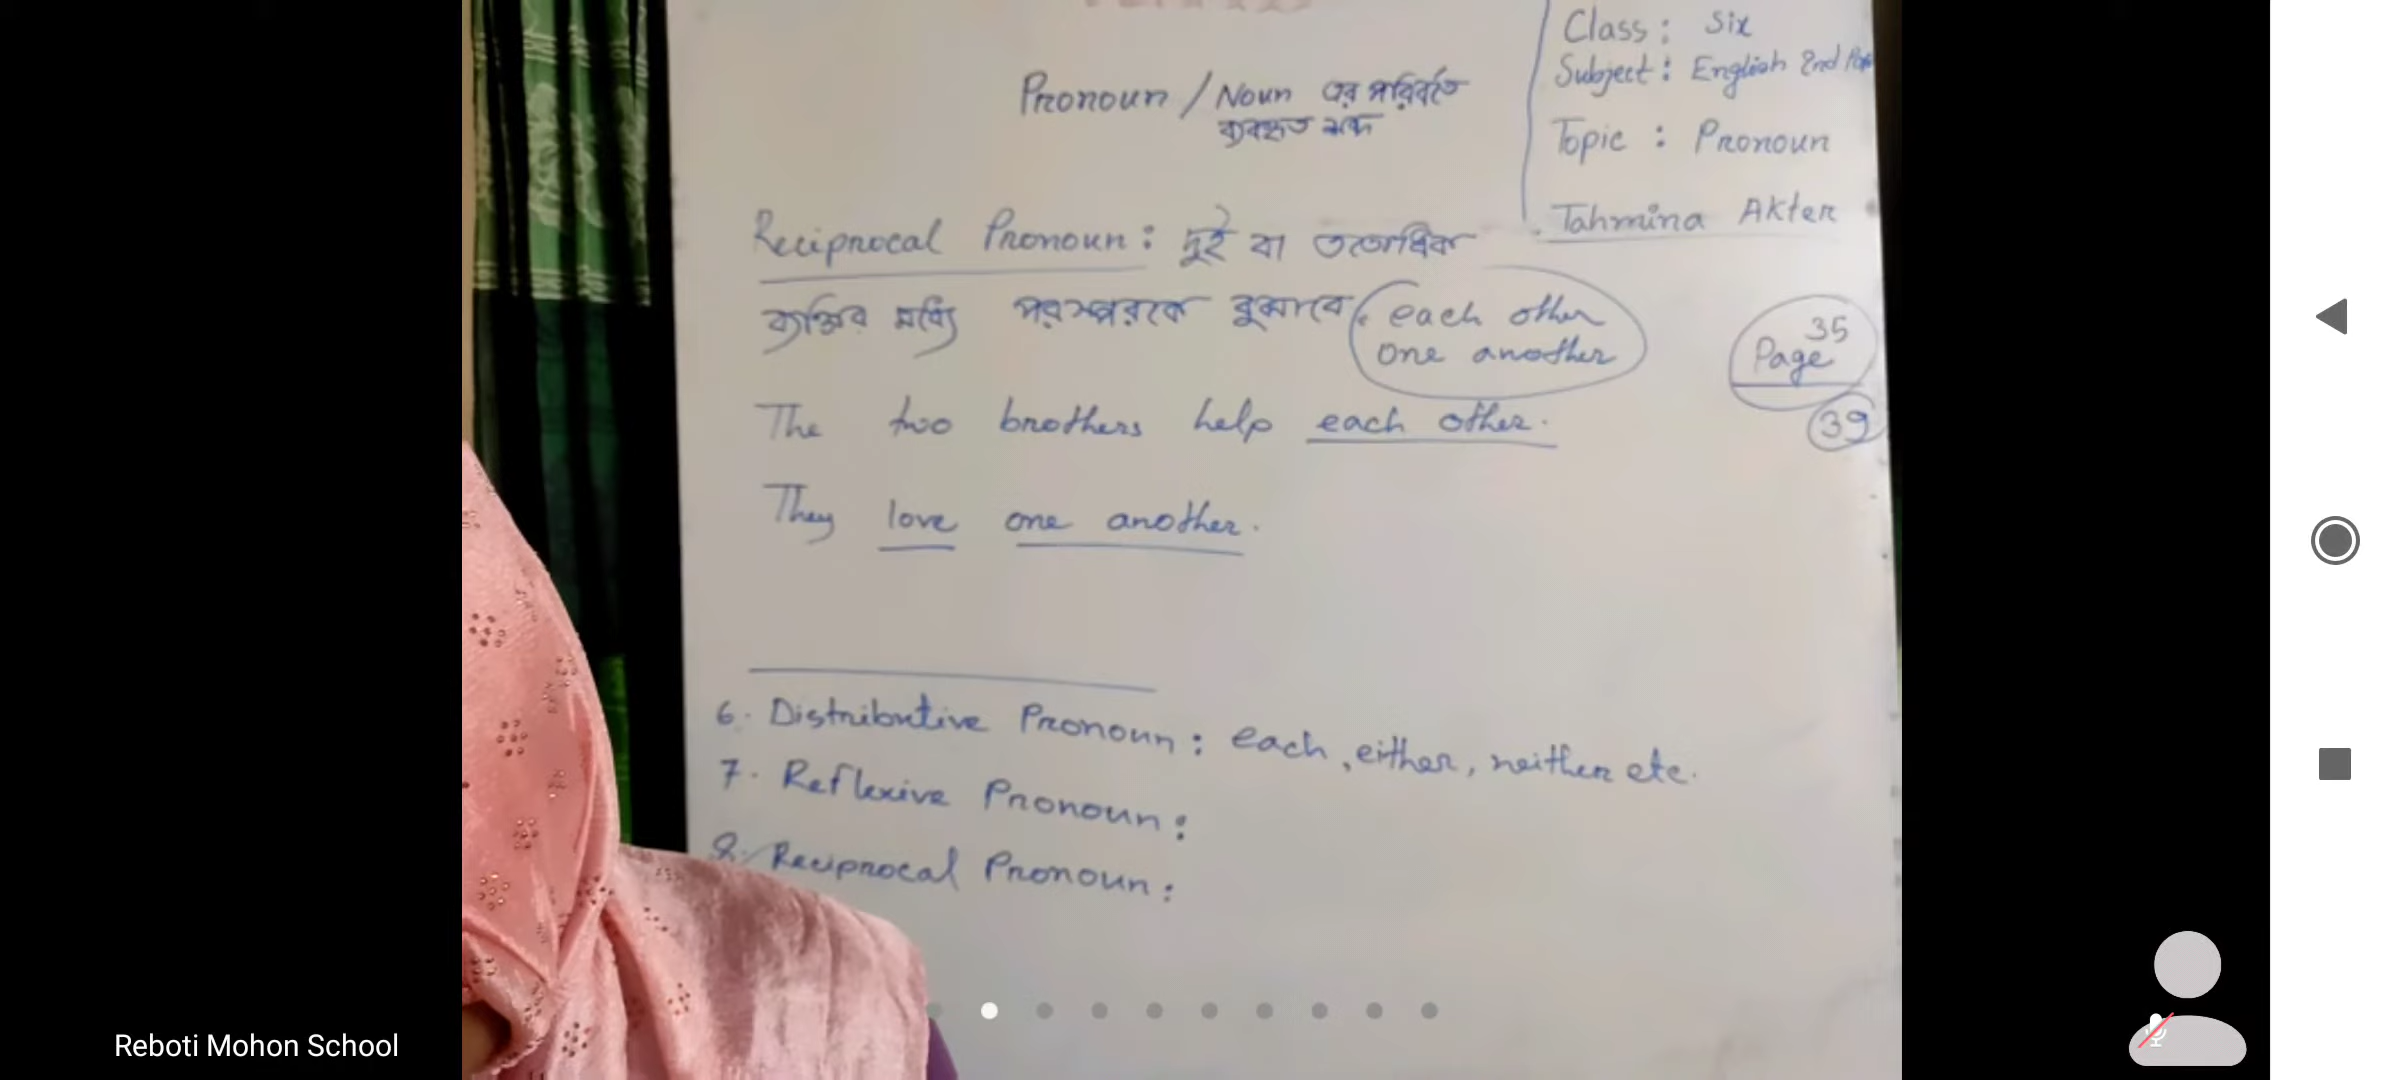 Pronoun / Noun এর পরিবর্তে
ব্যবহৃত শব্দ
Class : Six
Subject : English 2nd
Topic : Pronoun
Tahmina Akter
Reciprocal Pronoun : দুই বা ততোধিক
ব্যক্তির মধ্যে পরস্পরকে বুঝাবে
each other
one another
35
Page
39
The two brothers help each other.
They love one another.
6. Distributive Pronoun : each, either, neither etc.
7. Reflexive Pronoun :
8. Reciprocal Pronoun :
Reboti Mohon School